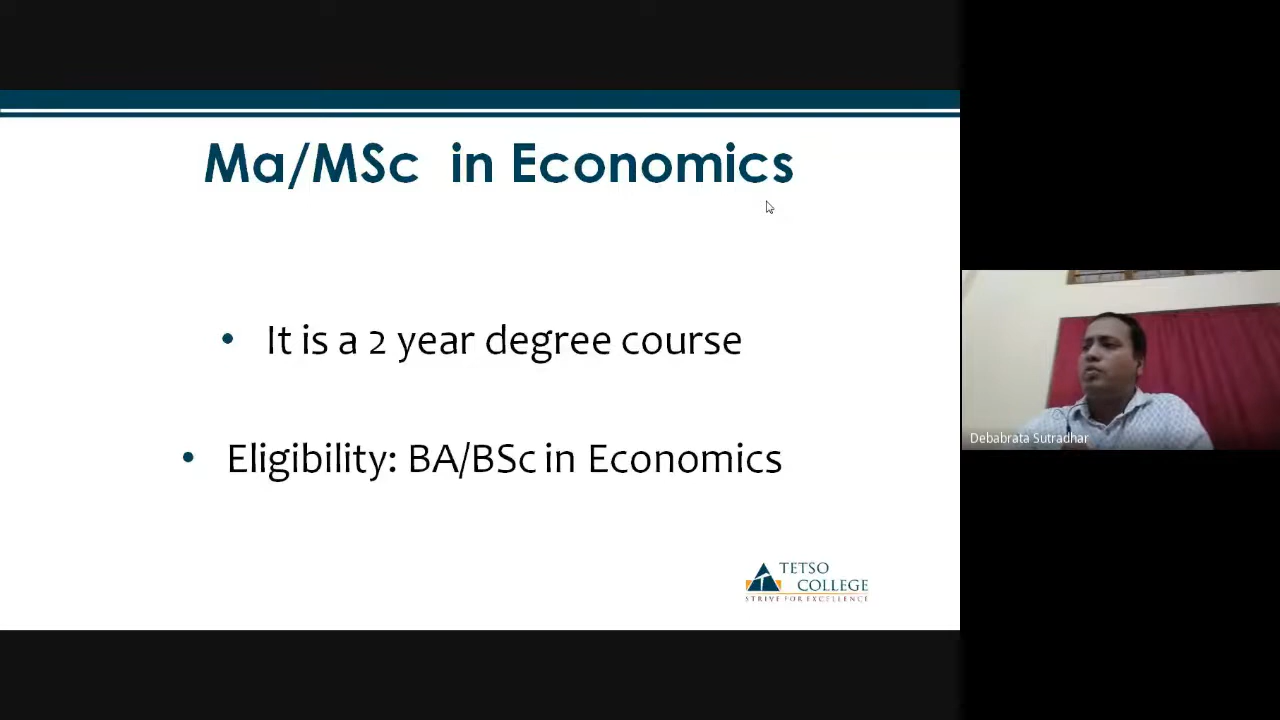 Ma/MSc in Economics
• It is a 2 year degree course
• Eligibility: BA/BSc in Economics
TETSO
COLLEGE
STRIVE FOR EXCELLENCE
Debabrata Sutradhar